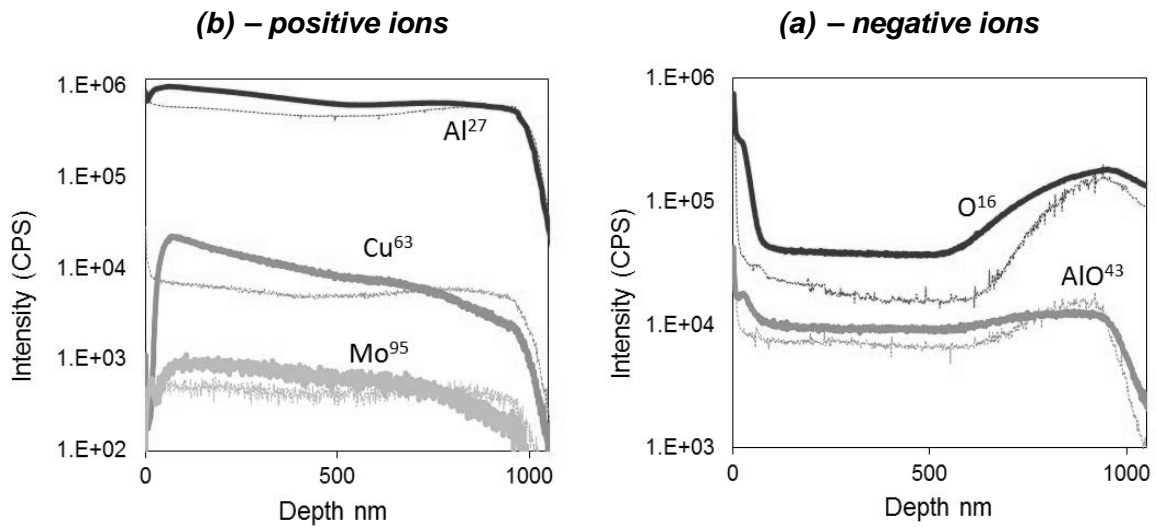 (b) – positive ions
1.E+06
1.E+05
1.E+04
1.E+03
1.E+02
Intensity (CPS)
Al27
Cu63
Mo95
0
500
1000
Depth nm
(a) – negative ions
1.E+06
1.E+05
1.E+04
1.E+03
Intensity (CPS)
O16
AlO43
0
500
1000
Depth nm